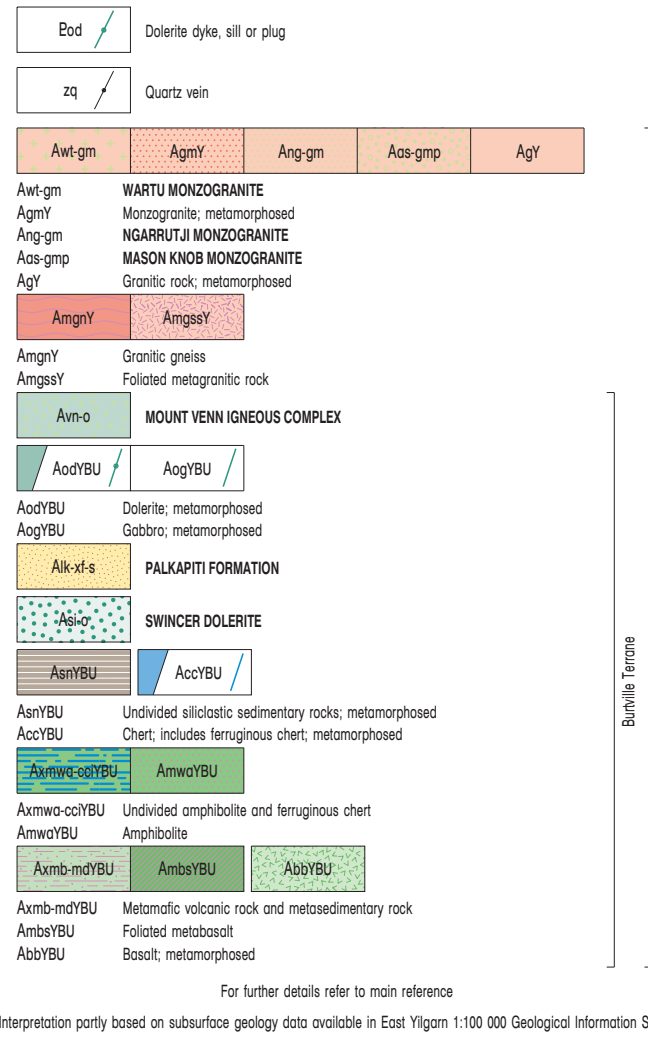 Pod Dolerite dyke, sill or plug
zq Quartz vein
Awt-gm AgmY Ang-gm Aas-gmp AgY
Awt-gm WARTU MONZOGRANITE
AgmY Monzogranite; metamorphosed
Ang-gm NGARRUTJI MONZOGRANITE
Aas-gmp MASON KNOB MONZOGRANITE
AgY Granitic rock; metamorphosed
AmgnY AmgssY
AmgnY Granitic gneiss
AmgssY Foliated metagranitic rock
Avn-o MOUNT VENN IGNEOUS COMPLEX
AodYBU AogYBU
AodYBU Dolerite; metamorphosed
AogYBU Gabbro; metamorphosed
Alk-xf-s PALKAPITI FORMATION
Asi-o SWINCER DOLERITE
AsnYBU AccYBU
AsnYBU Undivided siliclastic sedimentary rocks; metamorphosed
AccYBU Chert; includes ferruginous chert; metamorphosed
Axmwa-cciYBU AmwaYBU
Axmwa-cciYBU Undivided amphibolite and ferruginous chert
AmwaYBU Amphibolite
Axmb-mdYBU AmbsYBU AbbYBU
Axmb-mdYBU Metamafic volcanic rock and metasedimentary rock
AmbsYBU Foliated metabasalt
AbbYBU Basalt; metamorphosed
Burtville Terrane
For further details refer to main reference
Interpretation partly based on subsurface geology data available in East Yilgarn 1:100 000 Geological Information S